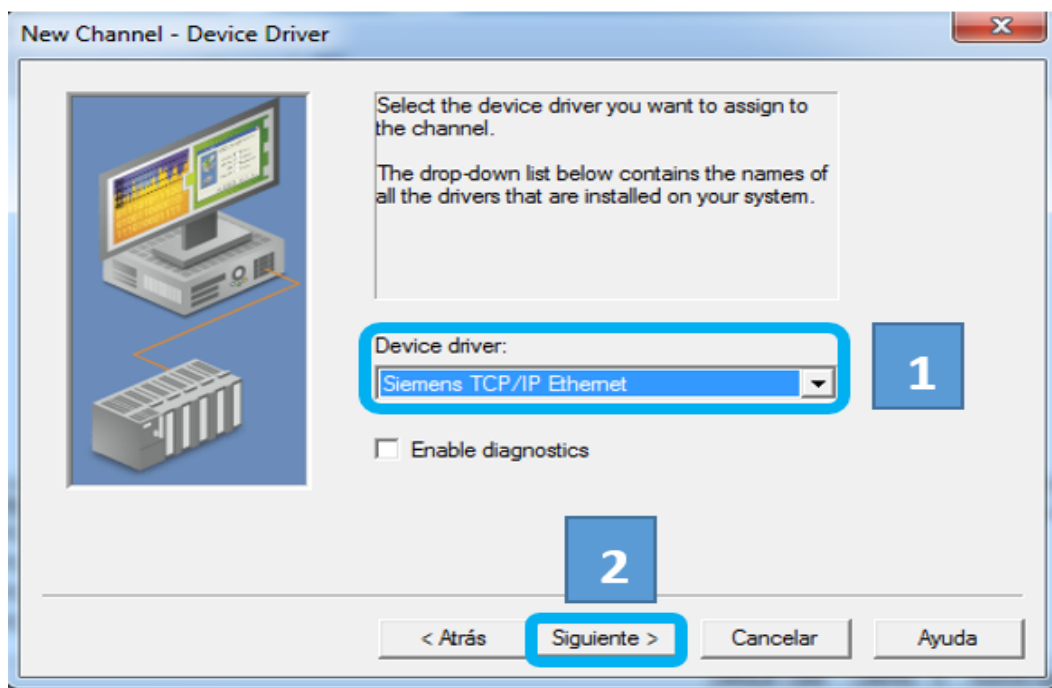 New Channel - Device Driver
Select the device driver you want to assign to
the channel.
The drop-down list below contains the names of
all the drivers that are installed on your system.
Device driver:
Siemens TCP/IP Ethernet
1
Enable diagnostics
2
< Atrás
Siguiente >
Cancelar
Ayuda